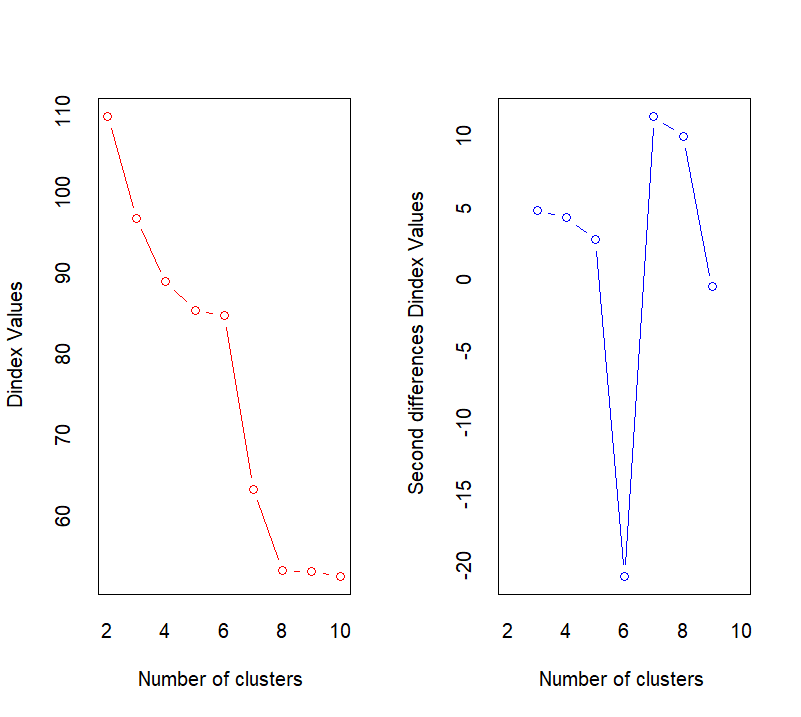 Dindex Values
110
100
90
80
70
60
2 4 6 8 10
Number of clusters
Second differences Dindex Values
10
5
0
-5
-10
-15
-20
2 4 6 8 10
Number of clusters